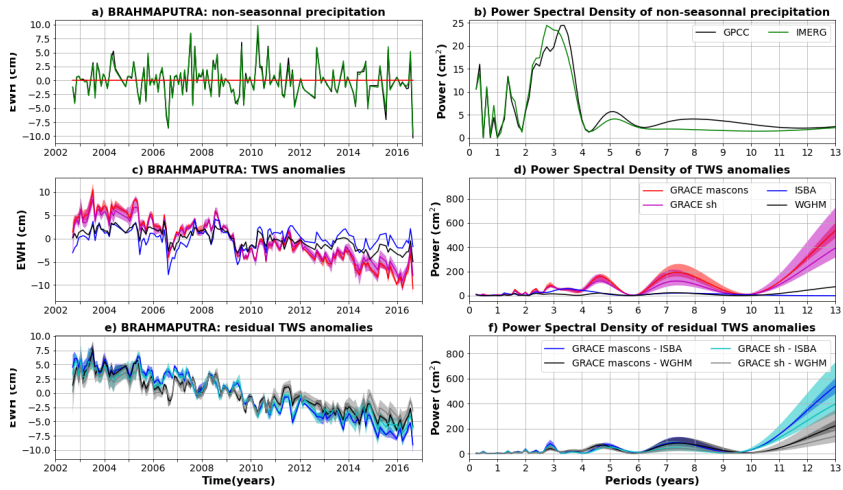 a) BRAHMAPUTRA: non-seasonnal precipitation
EWH (cm)
10.0
7.5
5.0
2.5
0.0
−2.5
−5.0
−7.5
−10.0
2002 2004 2006 2008 2010 2012 2014 2016
b) Power Spectral Density of non-seasonnal precipitation
Power (cm²)
GPCC IMERG
25
20
15
10
5
0
0 1 2 3 4 5 6 7 8 9 10 11 12 13
c) BRAHMAPUTRA: TWS anomalies
EWH (cm)
10
5
0
−5
−10
2002 2004 2006 2008 2010 2012 2014 2016
d) Power Spectral Density of TWS anomalies
Power (cm²)
GRACE mascons ISBA
GRACE sh WGHM
800
600
400
200
0
0 1 2 3 4 5 6 7 8 9 10 11 12 13
e) BRAHMAPUTRA: residual TWS anomalies
EWH (cm)
10.0
7.5
5.0
2.5
0.0
−2.5
−5.0
−7.5
−10.0
2002 2004 2006 2008 2010 2012 2014 2016
Time(years)
f) Power Spectral Density of residual TWS anomalies
Power (cm²)
GRACE mascons - ISBA GRACE sh - ISBA
GRACE mascons - WGHM GRACE sh - WGHM
800
600
400
200
0
0 1 2 3 4 5 6 7 8 9 10 11 12 13
Periods (years)